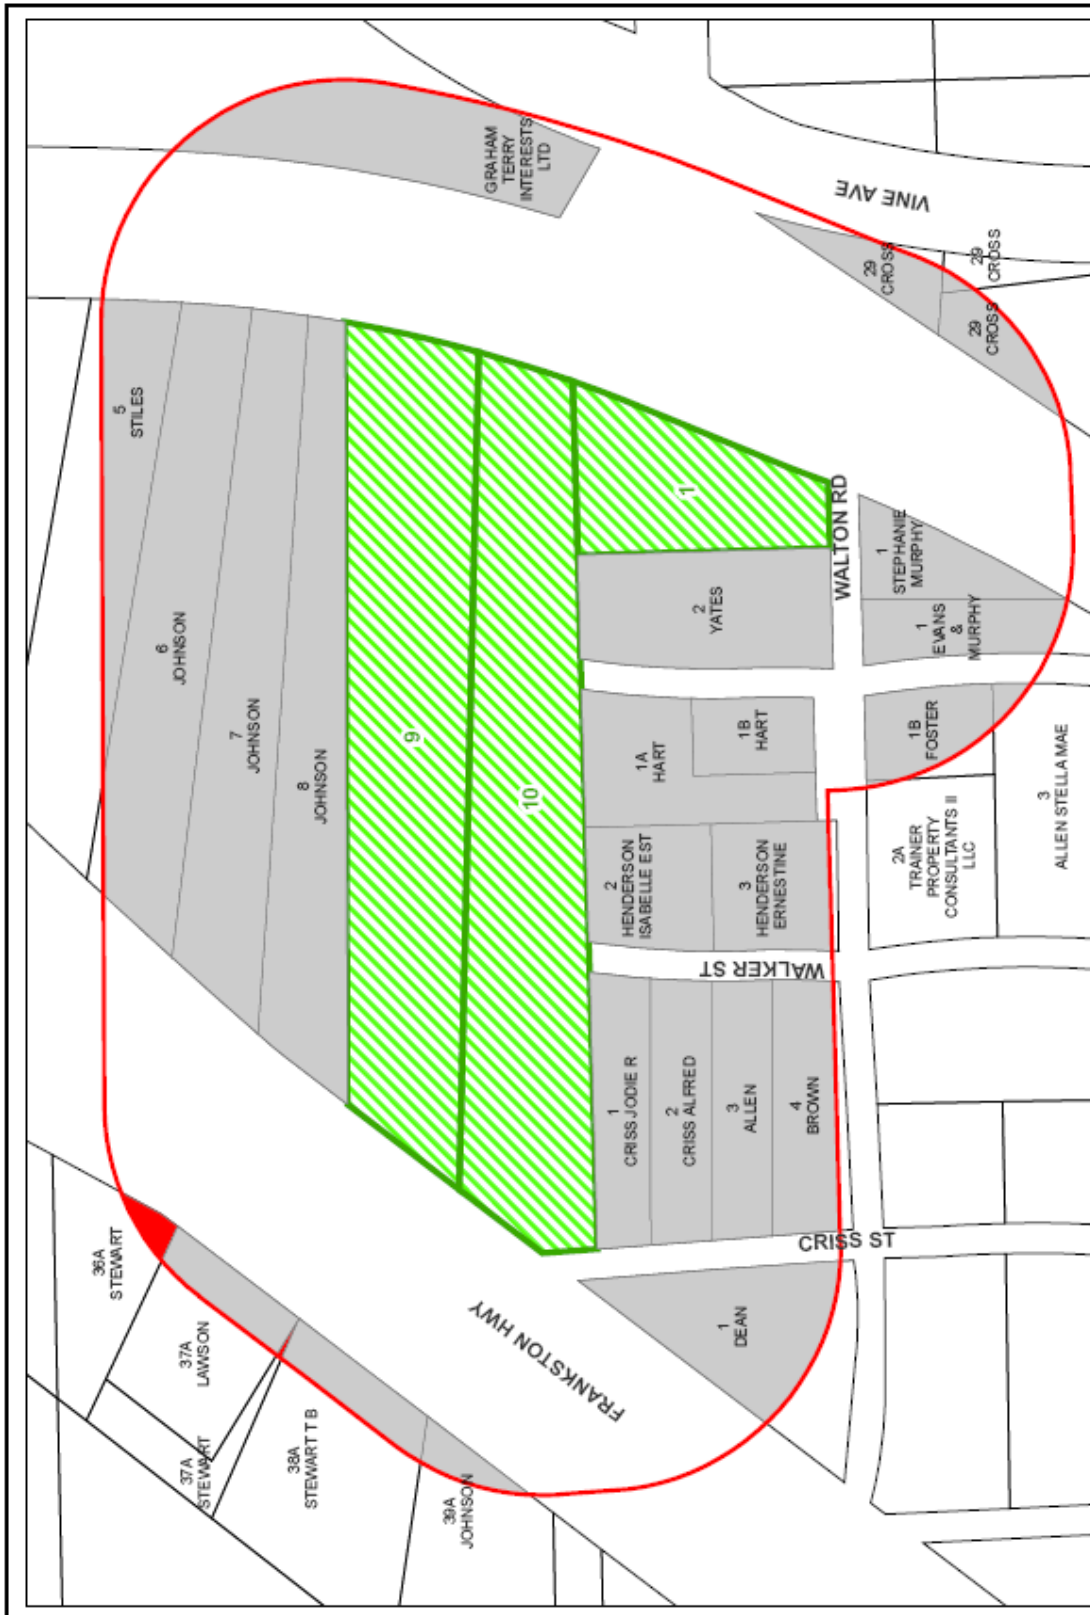 GRAHAM
TERRY
INTERESTS
LTD
VINE AVE
29
CROSS
29
CROSS
29
CROSS
5
STILES
6
JOHNSON
7
JOHNSON
8
JOHNSON
9
10
1
WALTON RD
1
STEPHANIE
MURPHY
1
EVANS
&
MURPHY
2
YATES
1A
HART
1B
HART
1B
FOSTER
3
ALLEN STELLA MAE
2A
TRAINER
PROPERTY
CONSULTANTS II
LLC
2
HENDERSON
ISABELLE EST
3
HENDERSON
ERNESTINE
WALKER ST
1
CRISS JODIE R
2
CRISS ALFRED
3
ALLEN
4
BROWN
CRISS ST
1
DEAN
FRANKSTON HWY
36A
STEWART
37A
LAWSON
37A
STEWART
38A
STEWART T B
39A
JOHNSON